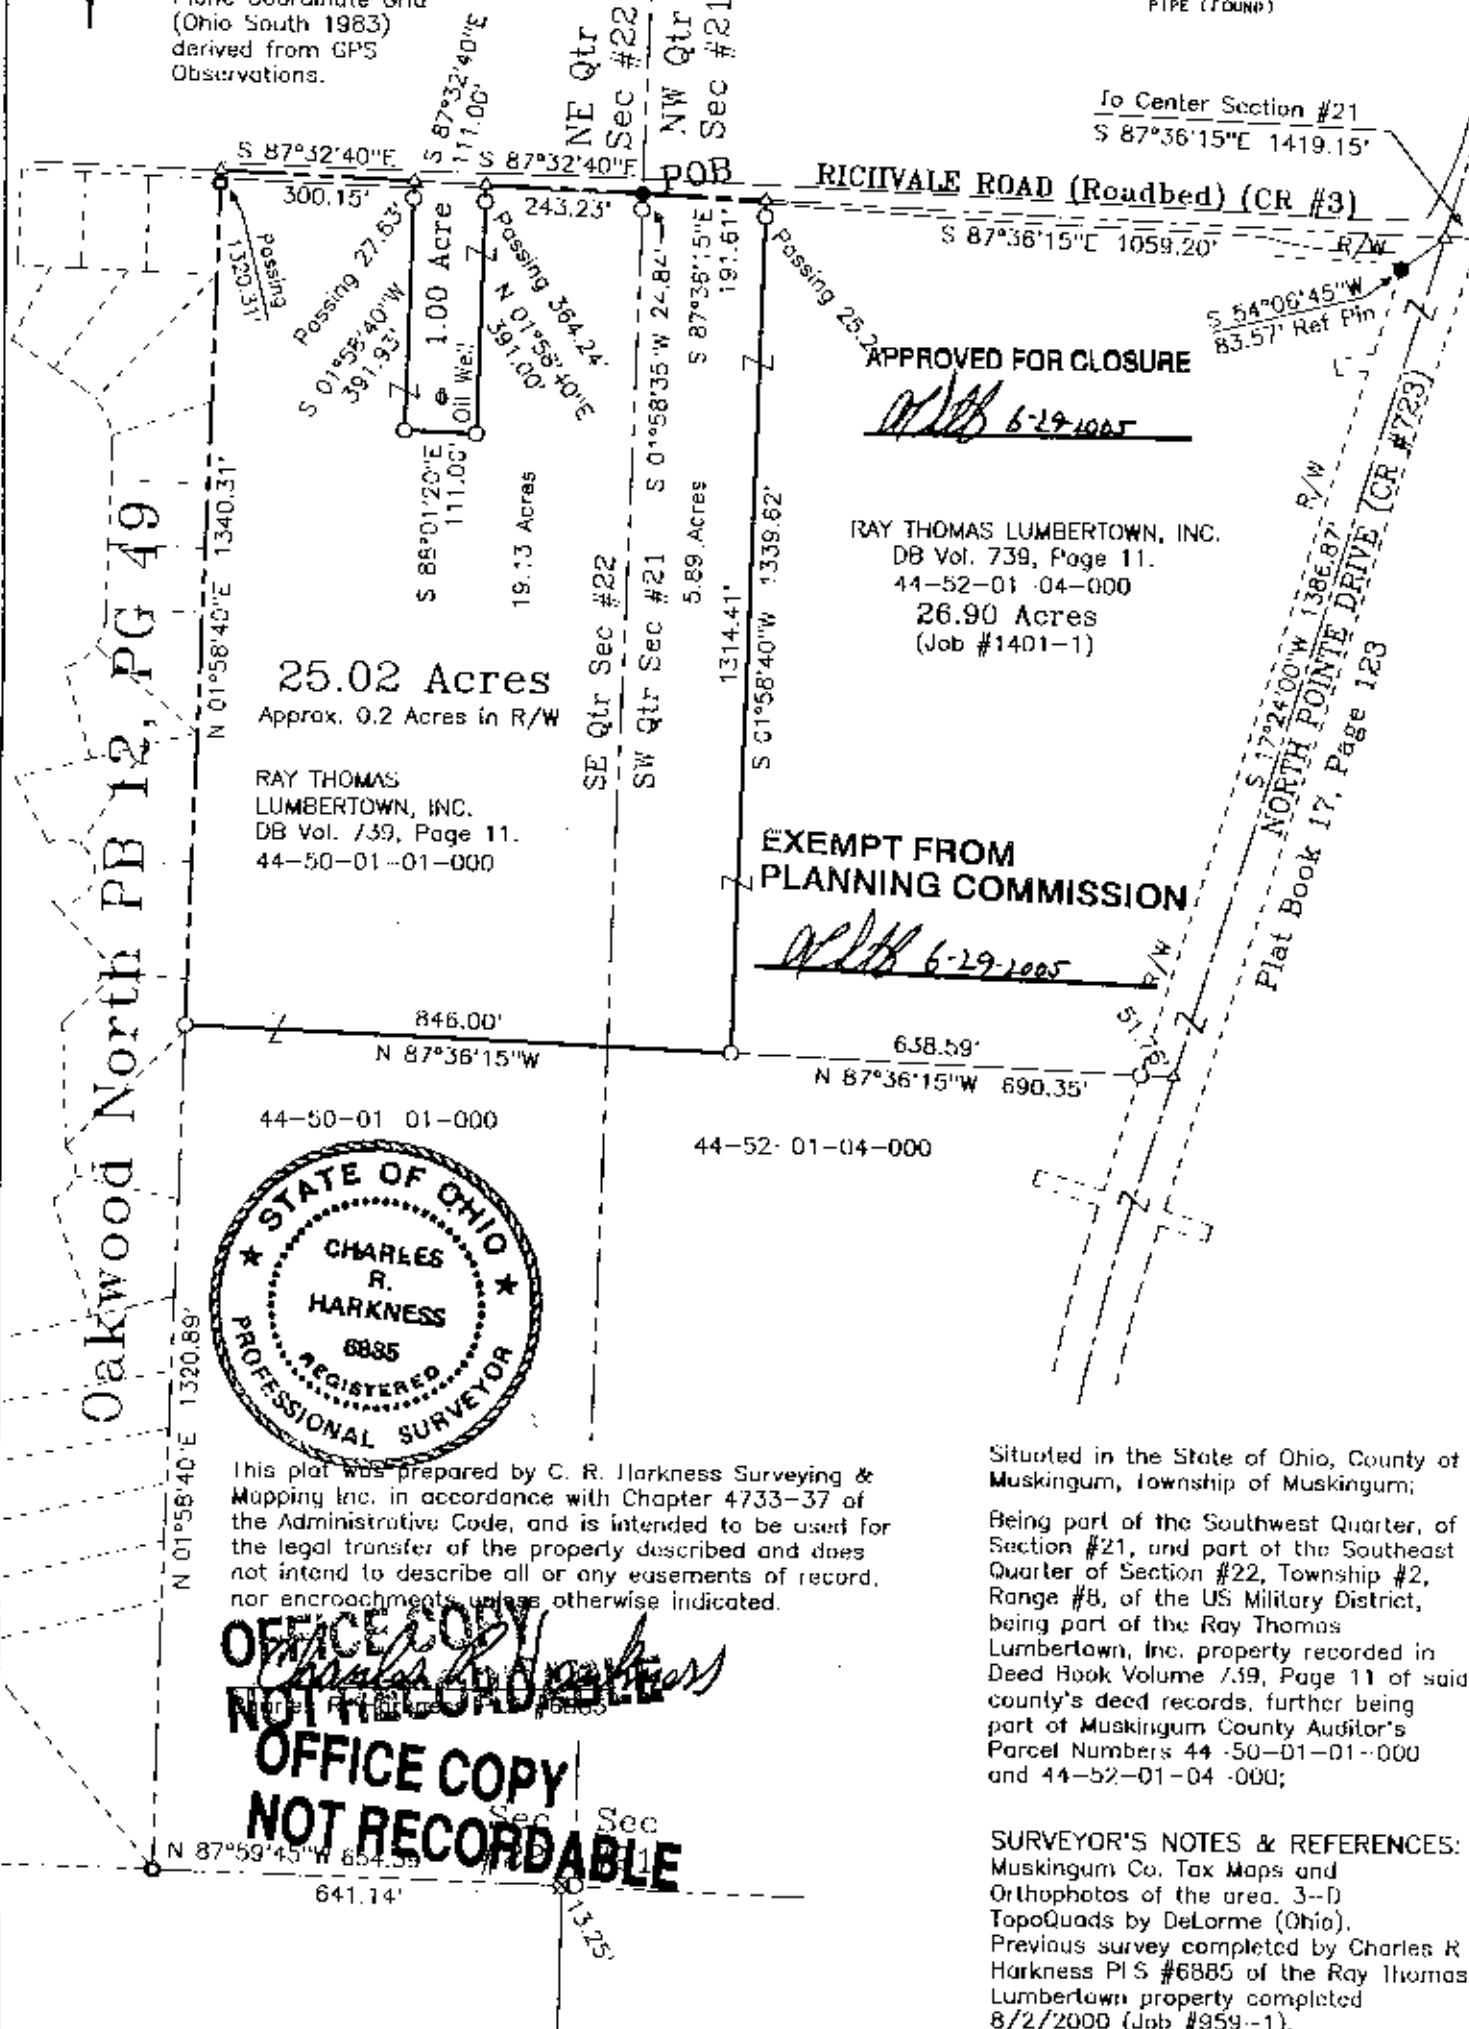 (Ohio South 1983)
derived from GPS
Observations.
PIPE (FOUND)
NE Qtr
Sec #22
NW Qtr
Sec #21
To Center Section #21
S 87°36'15"E 1419.15'
S 87°32'40"E
300.15'
S 87°32'40"E
111.00'
S 87°32'40"E
243.23'
POB
RICHVALE ROAD (Roadbed) (CR #3)
S 87°36'15"E 1059.20'
R/W
S 54°06'45"W
83.57' Ref Pin
Passing
1320.31'
Passing 27.63'
S 01°58'40"W
391.93'
1.00 Acre
Oil Well
Passing 364.24'
N 01°58'40"E
391.00'
S 01°58'35"W 24.84'
S 87°36'15"E
191.61'
Passing 25.2
APPROVED FOR CLOSURE
6-29-2005
S 88°01'20"E
111.00'
19.13 Acres
5.89 Acres
SE Qtr Sec #22
SW Qtr Sec #21
1314.41'
S 01°58'40"W 1339.62'
N 01°58'40"E 1340.31'
RAY THOMAS LUMBERTOWN, INC.
DB Vol. 739, Page 11.
44-52-01-04-000
26.90 Acres
(Job #1401-1)
R/W
S 17°24'00"W 1386.87'
NORTH POINTE DRIVE (CR #723)
Plat Book 17, Page 123
25.02 Acres
Approx. 0.2 Acres in R/W
RAY THOMAS
LUMBERTOWN, INC.
DB Vol. 739, Page 11.
44-50-01-01-000
Oakwood North PB 12, PG 49
EXEMPT FROM
PLANNING COMMISSION
6-29-2005
R/W
51.76'
846.00'
N 87°36'15"W
638.59'
N 87°36'15"W 690.35'
44-50-01 01-000
44-52-01-04-000
STATE OF OHIO
CHARLES
R.
HARKNESS
6885
REGISTERED
PROFESSIONAL SURVEYOR
N 01°58'40"E 1320.89'
This plat was prepared by C. R. Harkness Surveying &
Mapping Inc. in accordance with Chapter 4733-37 of
the Administrative Code, and is intended to be used for
the legal transfer of the property described and does
not intend to describe all or any easements of record,
nor encroachments unless otherwise indicated.
Charles R Harkness
OFFICE COPY
NOT RECORDABLE
OFFICE COPY
NOT RECORDABLE
Sec
Sec
N 87°59'45"W 654.39'
641.14'
13.25'
Situated in the State of Ohio, County of
Muskingum, Township of Muskingum;
Being part of the Southwest Quarter, of
Section #21, and part of the Southeast
Quarter of Section #22, Township #2,
Range #8, of the US Military District,
being part of the Ray Thomas
Lumbertown, Inc. property recorded in
Deed Book Volume 739, Page 11 of said
county's deed records, further being
part of Muskingum County Auditor's
Parcel Numbers 44-50-01-01-000
and 44-52-01-04-000;
SURVEYOR'S NOTES & REFERENCES:
Muskingum Co. Tax Maps and
Orthophotos of the area. 3-D
TopoQuads by DeLorme (Ohio).
Previous survey completed by Charles R
Harkness PLS #6885 of the Ray Thomas
Lumbertown property completed
8/2/2000 (Job #959-1).